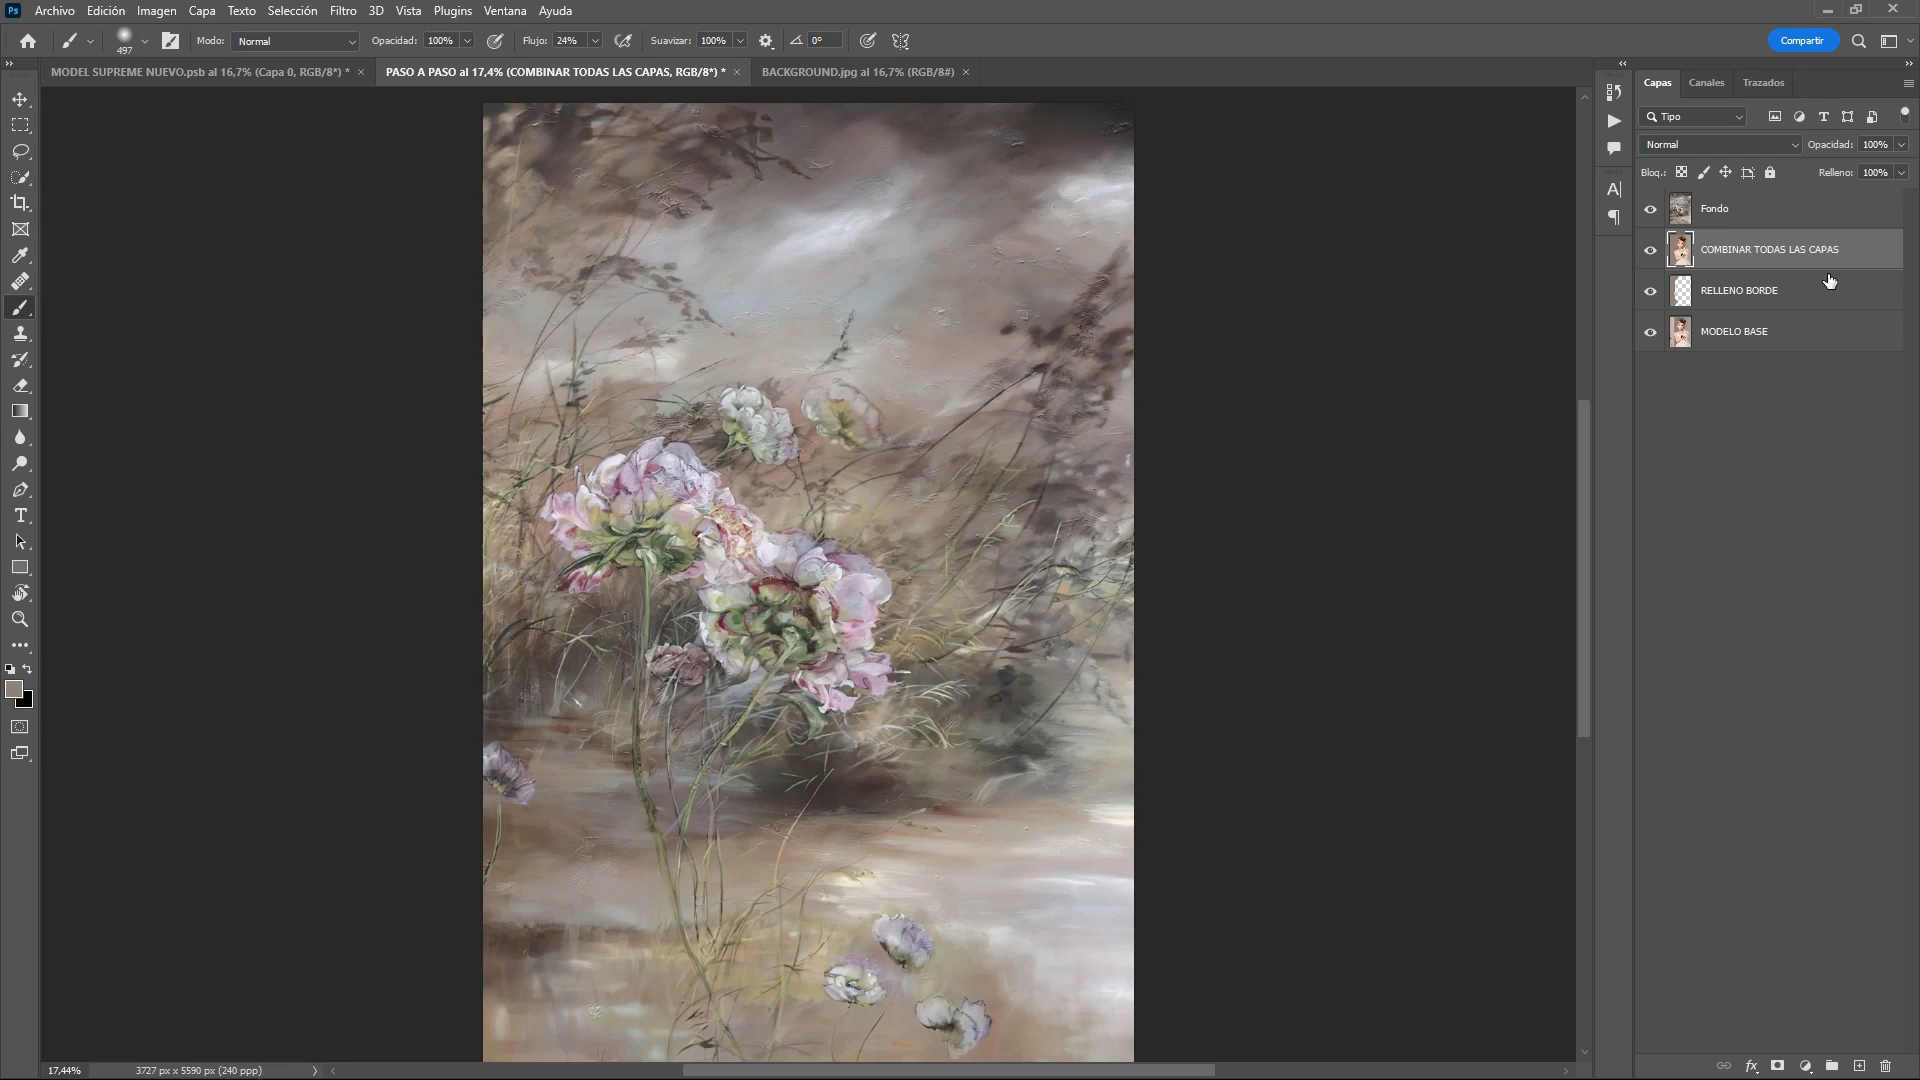 Ps Archivo Edición Imagen Capa Texto Selección Filtro 3D Vista Plugins Ventana Ayuda
497 Modo: Normal Opacidad: 100% Flujo: 24% Suavizar: 100% 0° Compartir
MODEL SUPREME NUEVO.psb al 16,7% (Capa 0, RGB/8*) * PASO A PASO al 17,4% (COMBINAR TODAS LAS CAPAS, RGB/8*) * BACKGROUND.jpg al 16,7% (RGB/8#)
Capas Canales Trazados
Tipo
Normal Opacidad: 100%
Bloq.: Relleno: 100%
Fondo
COMBINAR TODAS LAS CAPAS
RELLENO BORDE
MODELO BASE
17,44% 3727 px x 5590 px (240 ppp)